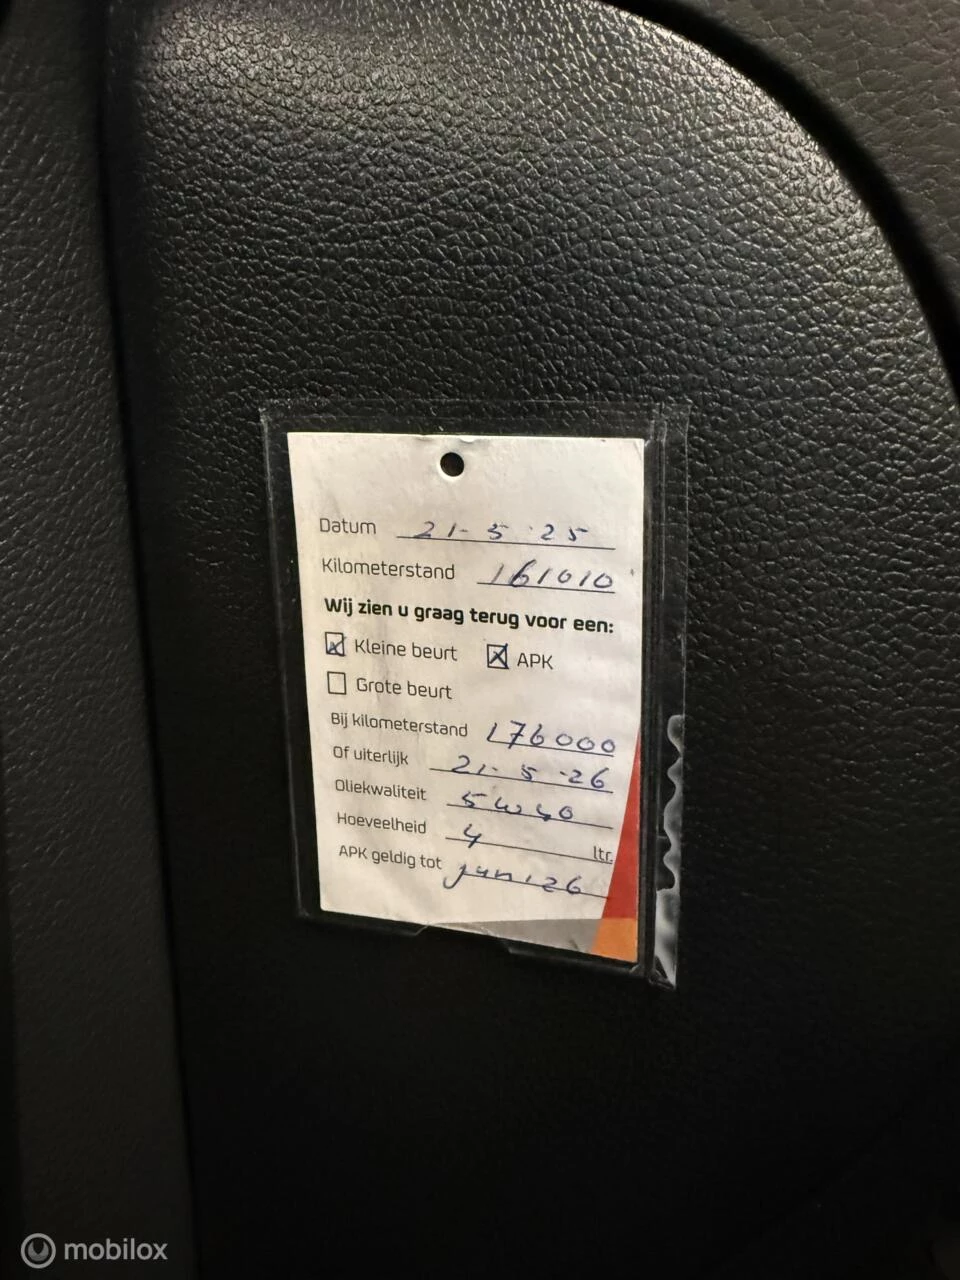 Datum 21-5-25
Kilometerstand 161010
Wij zien u graag terug voor een:
Kleine beurt APK
Grote beurt
Bij kilometerstand 176000
Of uiterlijk 21-5-26
Oliekwaliteit 5W40
Hoeveelheid 4 ltr.
APK geldig tot juni 26
mobilox